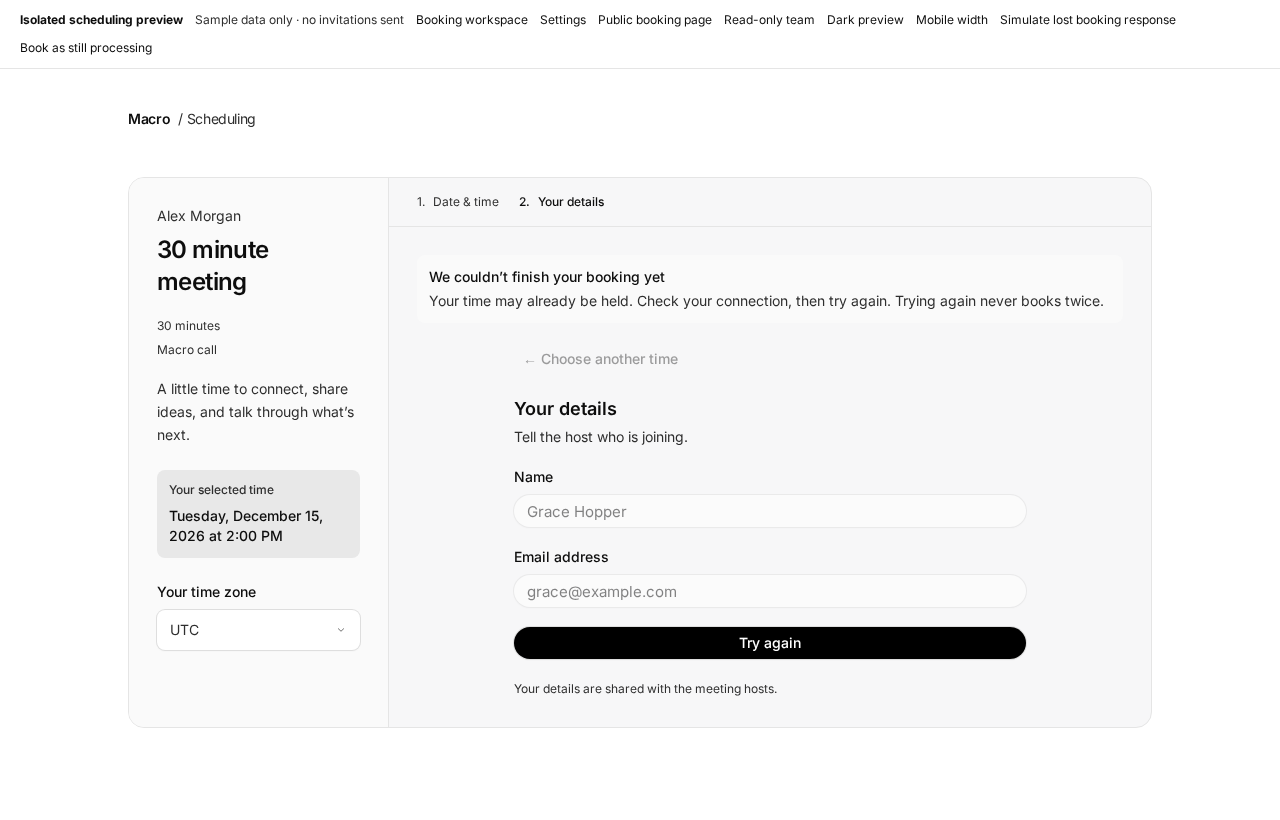 Isolated scheduling preview Sample data only · no invitations sent Booking workspace Settings Public booking page Read-only team Dark preview Mobile width Simulate lost booking response
Book as still processing
Macro / Scheduling
Alex Morgan
30 minute
meeting
30 minutes
Macro call
A little time to connect, share
ideas, and talk through what’s
next.
Your selected time
Tuesday, December 15,
2026 at 2:00 PM
Your time zone
UTC
1. Date & time 2. Your details
We couldn’t finish your booking yet
Your time may already be held. Check your connection, then try again. Trying again never books twice.
← Choose another time
Your details
Tell the host who is joining.
Name
Grace Hopper
Email address
grace@example.com
Try again
Your details are shared with the meeting hosts.